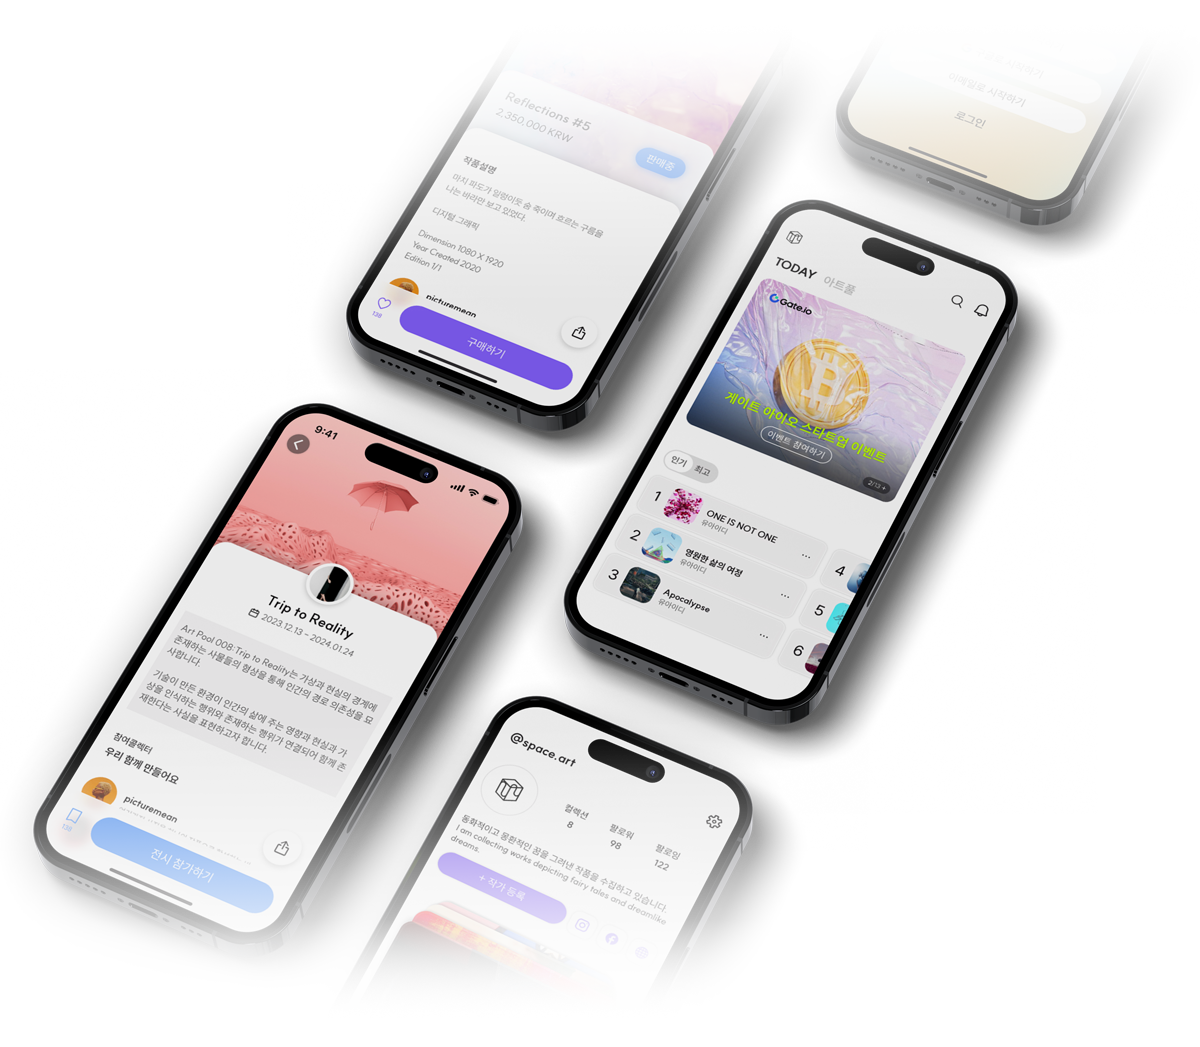 Reflections #5
2,350,000 KRW
판매중
작품설명
마치 파도가 일렁이듯 숨 죽이며 흐르는 구름을
나는 바라만 보고 있었다.
디지털 그래픽
Dimension 1080 X 1920
Year Created 2020
Edition 1/1
picturemean
138
구매하기
시작하기
이메일로 시작하기
로그인
TODAY 아트풀
Gate.io
게이트 아이오 스타트업 이벤트
이벤트 참여하기
2/13 +
인기 최고
1 ONE IS NOT ONE
유아이디
2 영원한 삶의 여정
유아이디
3 Apocalypse
유아이디
4
5
6
9:41
Trip to Reality
2023.12.13 - 2024.01.24
Art Pool 008:Trip to Reality는 가상과 현실의 경계에
존재하는 사물들의 형상을 통해 인간의 경로 의존성을 묘
사합니다.
기술이 만든 환경이 인간의 삶에 주는 영향과 현실과 가
상을 인식하는 행위와 존재하는 행위가 연결되어 함께 존
재한다는 사실을 표현하고자 합니다.
참여콜렉터
우리 함께 만들어요
picturemean
138
전시 참가하기
@space.art
컬렉션
8
팔로워
98
팔로잉
122
동화적이고 몽환적인 꿈을 그려낸 작품을 수집하고 있습니다.
I am collecting works depicting fairy tales and dreamlike
dreams.
+ 작가 등록